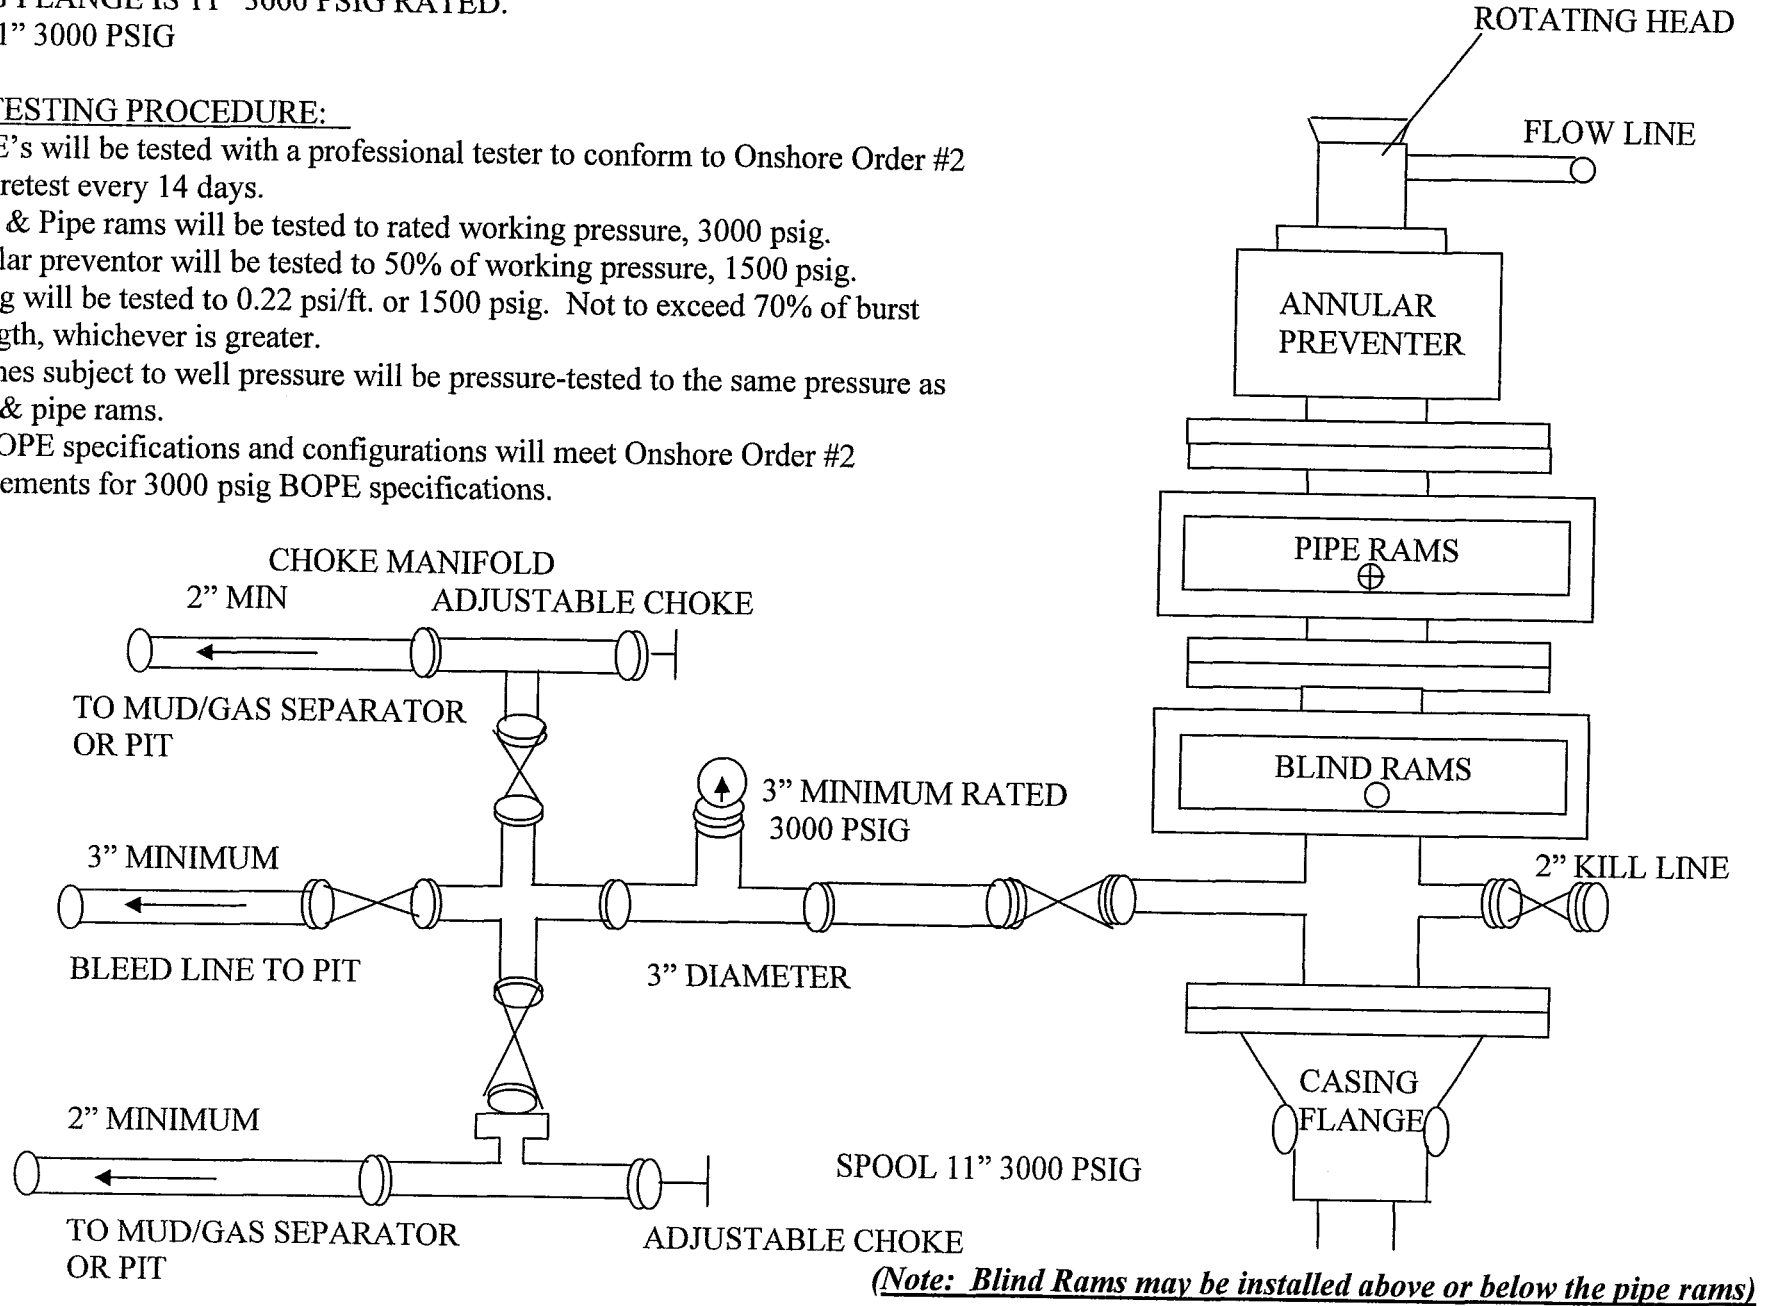 FLANGE IS 11" 3000 PSIG RATED.
1" 3000 PSIG
TESTING PROCEDURE:
E's will be tested with a professional tester to conform to Onshore Order #2
retest every 14 days.
& Pipe rams will be tested to rated working pressure, 3000 psig.
lar preventor will be tested to 50% of working pressure, 1500 psig.
g will be tested to 0.22 psi/ft. or 1500 psig. Not to exceed 70% of burst
gth, whichever is greater.
nes subject to well pressure will be pressure-tested to the same pressure as
& pipe rams.
OPE specifications and configurations will meet Onshore Order #2
ements for 3000 psig BOPE specifications.
ROTATING HEAD
FLOW LINE
ANNULAR
PREVENTER
PIPE RAMS
BLIND RAMS
2" KILL LINE
CASING
FLANGE
CHOKE MANIFOLD
2" MIN
ADJUSTABLE CHOKE
TO MUD/GAS SEPARATOR
OR PIT
3" MINIMUM RATED
3000 PSIG
3" MINIMUM
BLEED LINE TO PIT
3" DIAMETER
2" MINIMUM
SPOOL 11" 3000 PSIG
TO MUD/GAS SEPARATOR
OR PIT
ADJUSTABLE CHOKE
(Note: Blind Rams may be installed above or below the pipe rams)